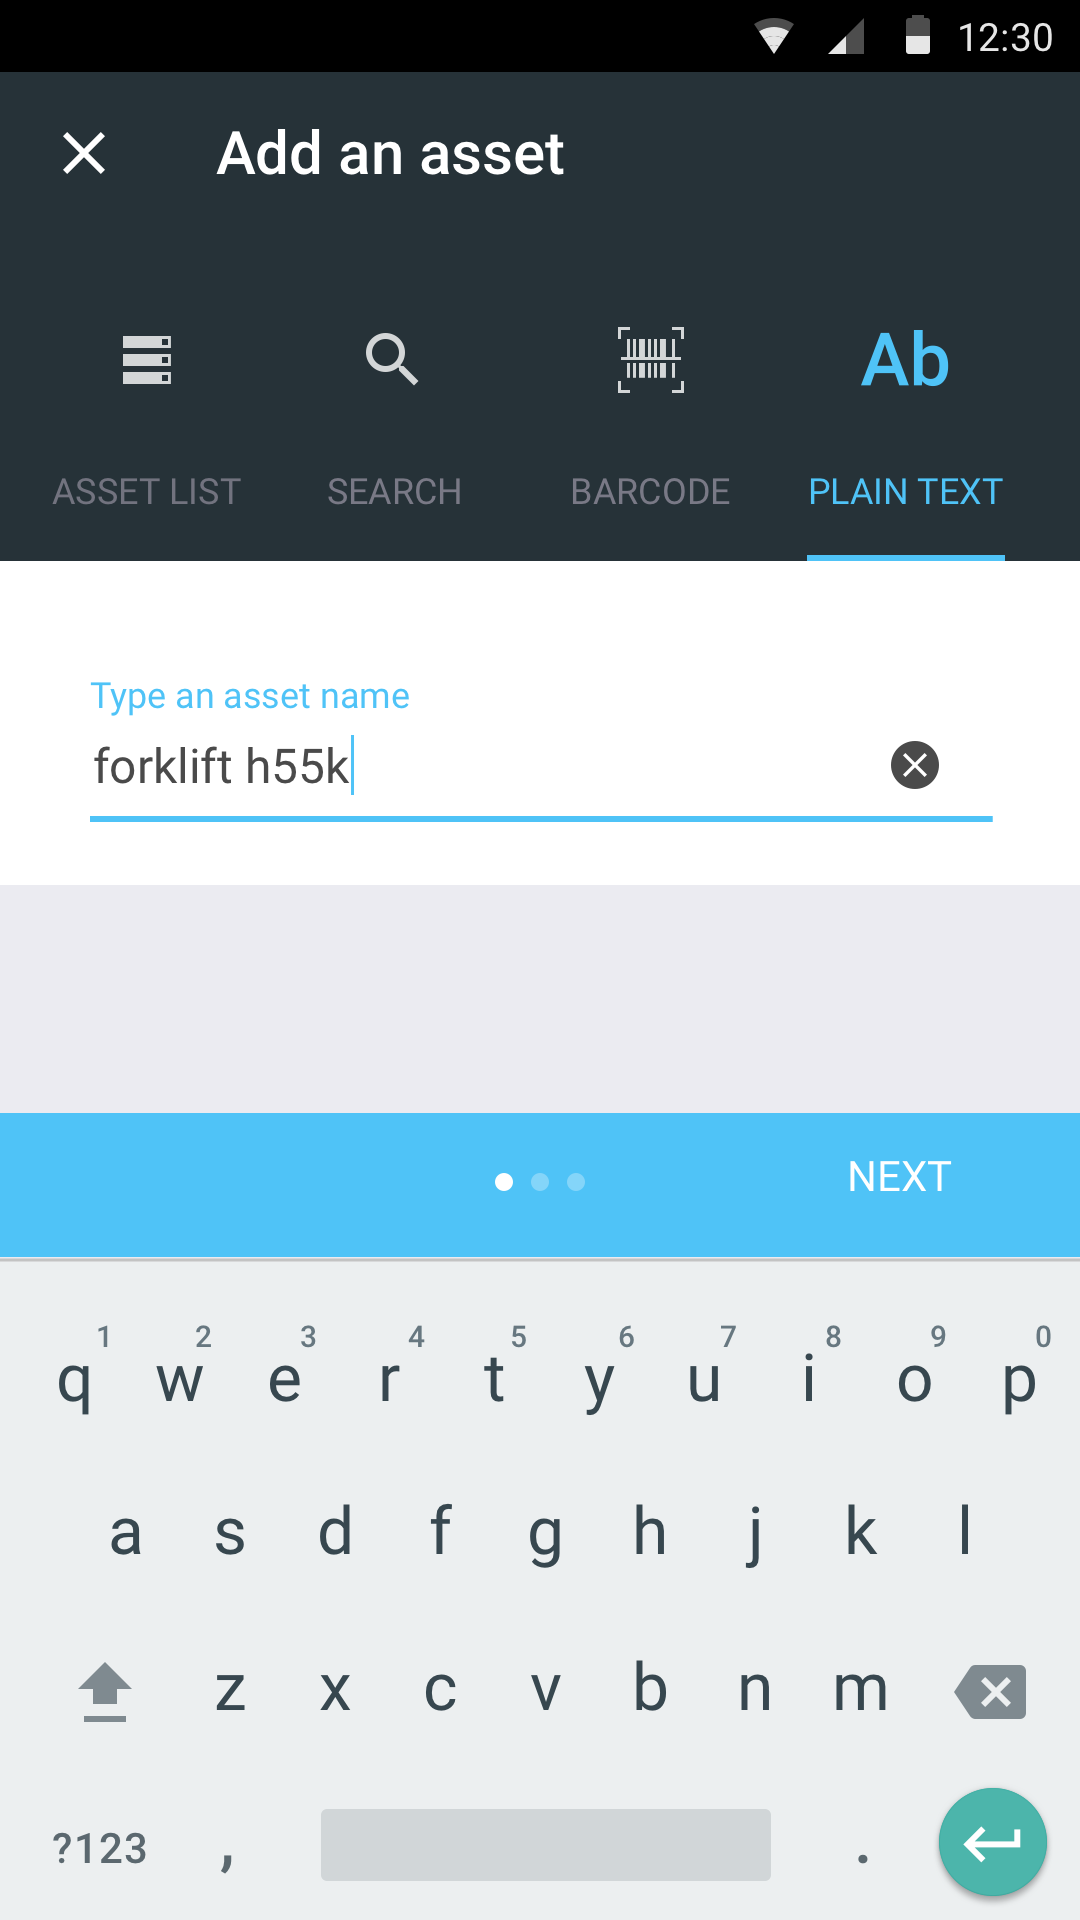 12:30
Add an asset
Ab
ASSET LIST SEARCH BARCODE PLAIN TEXT
Type an asset name
forklift h55k
NEXT
1 2 3 4 5 6 7 8 9 0
q w e r t y u i o p
a s d f g h j k l
z x c v b n m
?123 , .